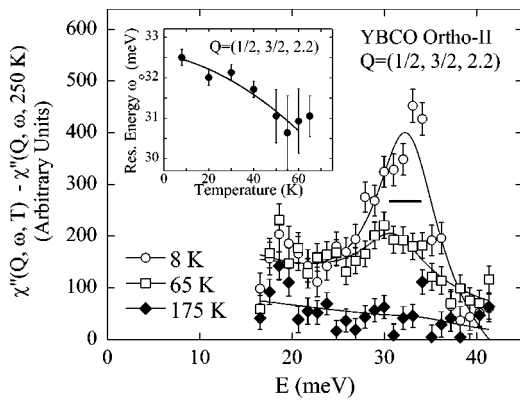 χ"(Q, ω, T) - χ"(Q, ω, 250 K)
(Arbitrary Units)
500
400
300
200
100
0
Res. Energy ω₀ (meV)
33
32
31
30
Q=(1/2, 3/2, 2.2)
0 20 40 60 80
Temperature (K)
YBCO Ortho-II
Q=(1/2, 3/2, 2.2)
8 K
65 K
175 K
0 10 20 30 40
E (meV)